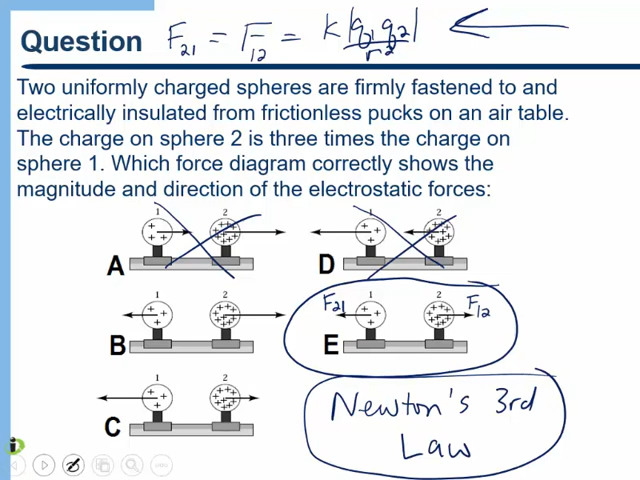 Question F21 = F12 = K|q1q2|/r²
Two uniformly charged spheres are firmly fastened to and
electrically insulated from frictionless pucks on an air table.
The charge on sphere 2 is three times the charge on
sphere 1. Which force diagram correctly shows the
magnitude and direction of the electrostatic forces:
1 2 1 2
A D
1 2 F21 1 2 F12
B E
1 2
C
Newton's 3rd
Law